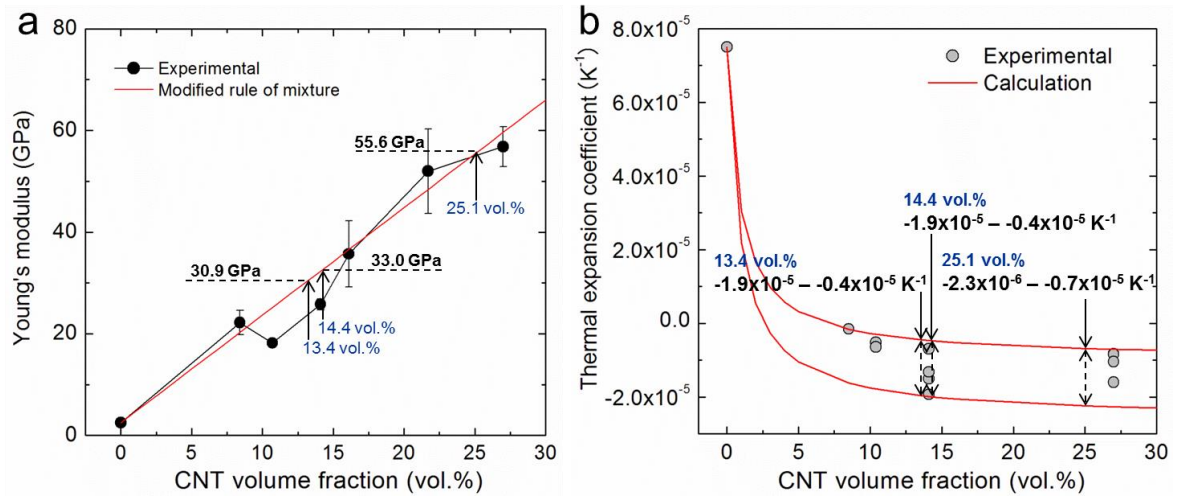 a
80
60
40
20
0
Young's modulus (GPa)
Experimental
Modified rule of mixture
55.6 GPa
25.1 vol.%
30.9 GPa
33.0 GPa
14.4 vol.%
13.4 vol.%
0 5 10 15 20 25 30
CNT volume fraction (vol.%)
b
8.0x10⁻⁵
6.0x10⁻⁵
4.0x10⁻⁵
2.0x10⁻⁵
0.0
-2.0x10⁻⁵
Thermal expansion coefficient (K⁻¹)
Experimental
Calculation
14.4 vol.%
-1.9x10⁻⁵ – -0.4x10⁻⁵ K⁻¹
13.4 vol.%
-1.9x10⁻⁵ – -0.4x10⁻⁵ K⁻¹
25.1 vol.%
-2.3x10⁻⁶ – -0.7x10⁻⁵ K⁻¹
0 5 10 15 20 25 30
CNT volume fraction (vol.%)